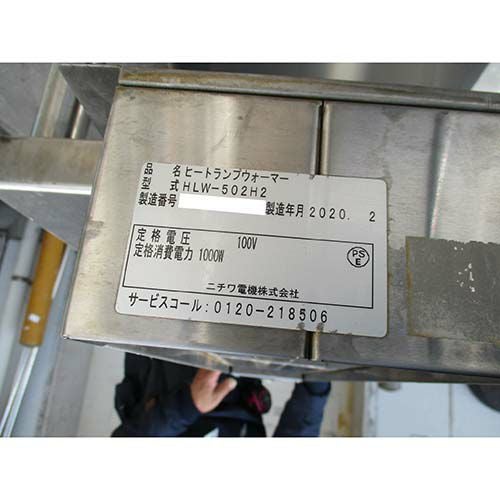 品名 ヒートランプウォーマー
型式 HLW-502H2
製造番号 製造年月 2020. 2
定格電圧 100V
定格消費電力 1000W
PS
E
ニチワ電機株式会社
サービスコール:0120-218506